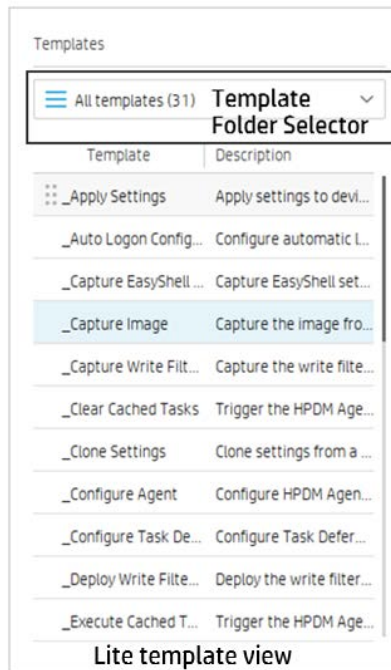 Templates
All templates (31)
Template
Folder Selector
Template Description
_Apply Settings Apply settings to devi...
_Auto Logon Config... Configure automatic l...
_Capture EasyShell ... Capture EasyShell set...
_Capture Image Capture the image fro...
_Capture Write Filt... Capture the write filte...
_Clear Cached Tasks Trigger the HPDM Age...
_Clone Settings Clone settings from a ...
_Configure Agent Configure HPDM Agen...
_Configure Task De... Configure Task Defer...
_Deploy Write Filte... Deploy the write filter...
_Execute Cached T... Trigger the HPDM Age...
Lite template view